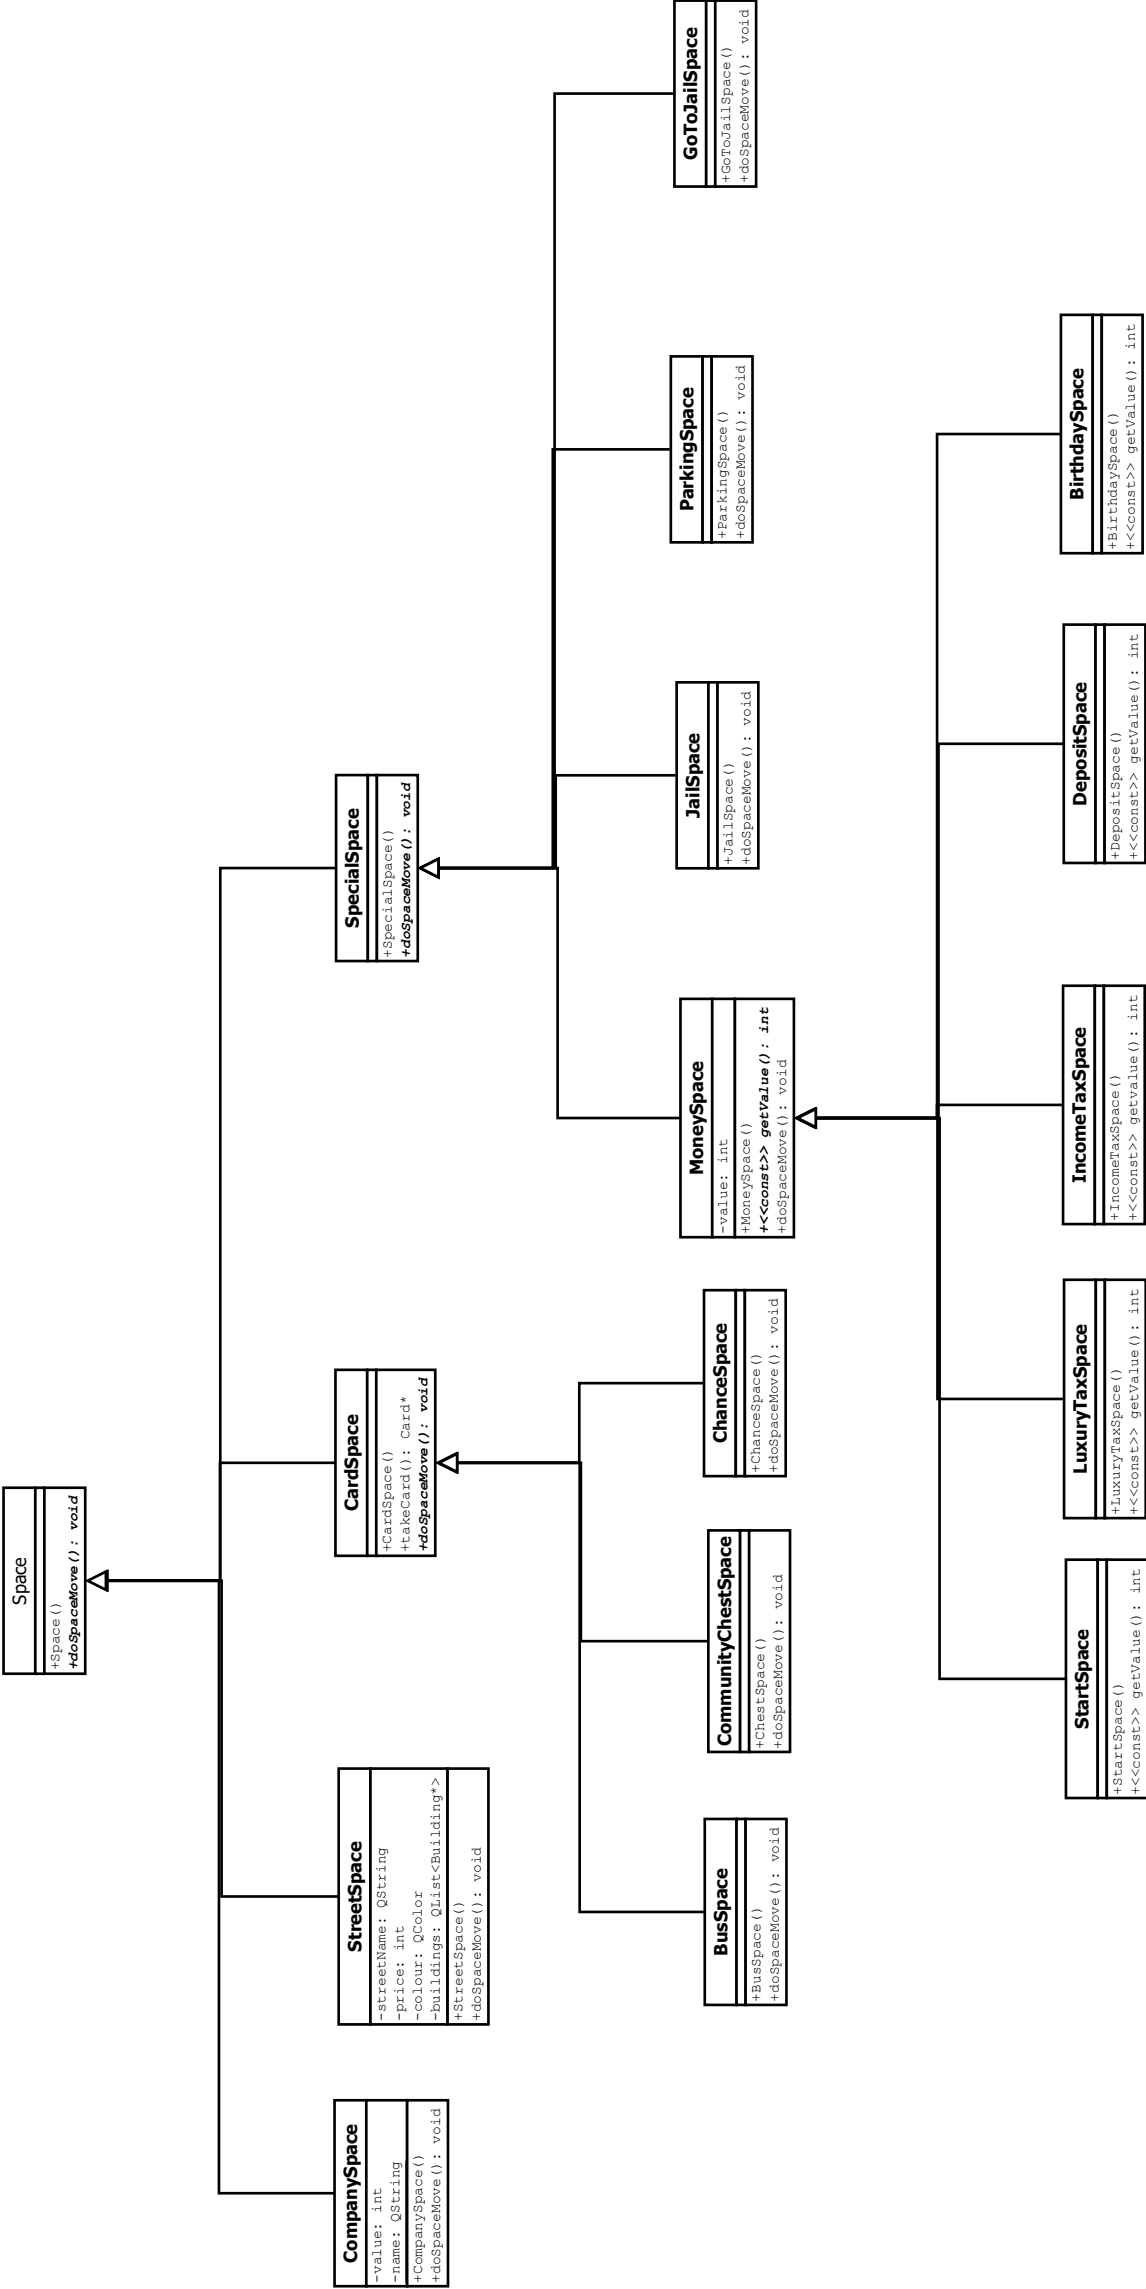 Space
+Space()
+doSpaceMove(): void
CompanySpace
-value: int
-name: QString
+CompanySpace()
+doSpaceMove(): void
StreetSpace
-streetName: QString
-price: int
-colour: QColor
-buildings: QList<Building*>
+StreetSpace()
+doSpaceMove(): void
CardSpace
+CardSpace()
+takeCard(): Card*
+doSpaceMove(): void
SpecialSpace
+SpecialSpace()
+doSpaceMove(): void
BusSpace
+BusSpace()
+doSpaceMove(): void
CommunityChestSpace
+ChestSpace()
+doSpaceMove(): void
ChanceSpace
+ChanceSpace()
+doSpaceMove(): void
MoneySpace
-value: int
+MoneySpace()
+<<const>> getValue(): int
+doSpaceMove(): void
JailSpace
+JailSpace()
+doSpaceMove(): void
ParkingSpace
+ParkingSpace()
+doSpaceMove(): void
GoToJailSpace
+GoToJailSpace()
+doSpaceMove(): void
StartSpace
+StartSpace()
+<<const>> getValue(): int
LuxuryTaxSpace
+LuxuryTaxSpace()
+<<const>> getValue(): int
IncomeTaxSpace
+IncomeTaxSpace()
+<<const>> getvalue(): int
DepositSpace
+DepositSpace()
+<<const>> getValue(): int
BirthdaySpace
+BirthdaySpace()
+<<const>> getValue(): int